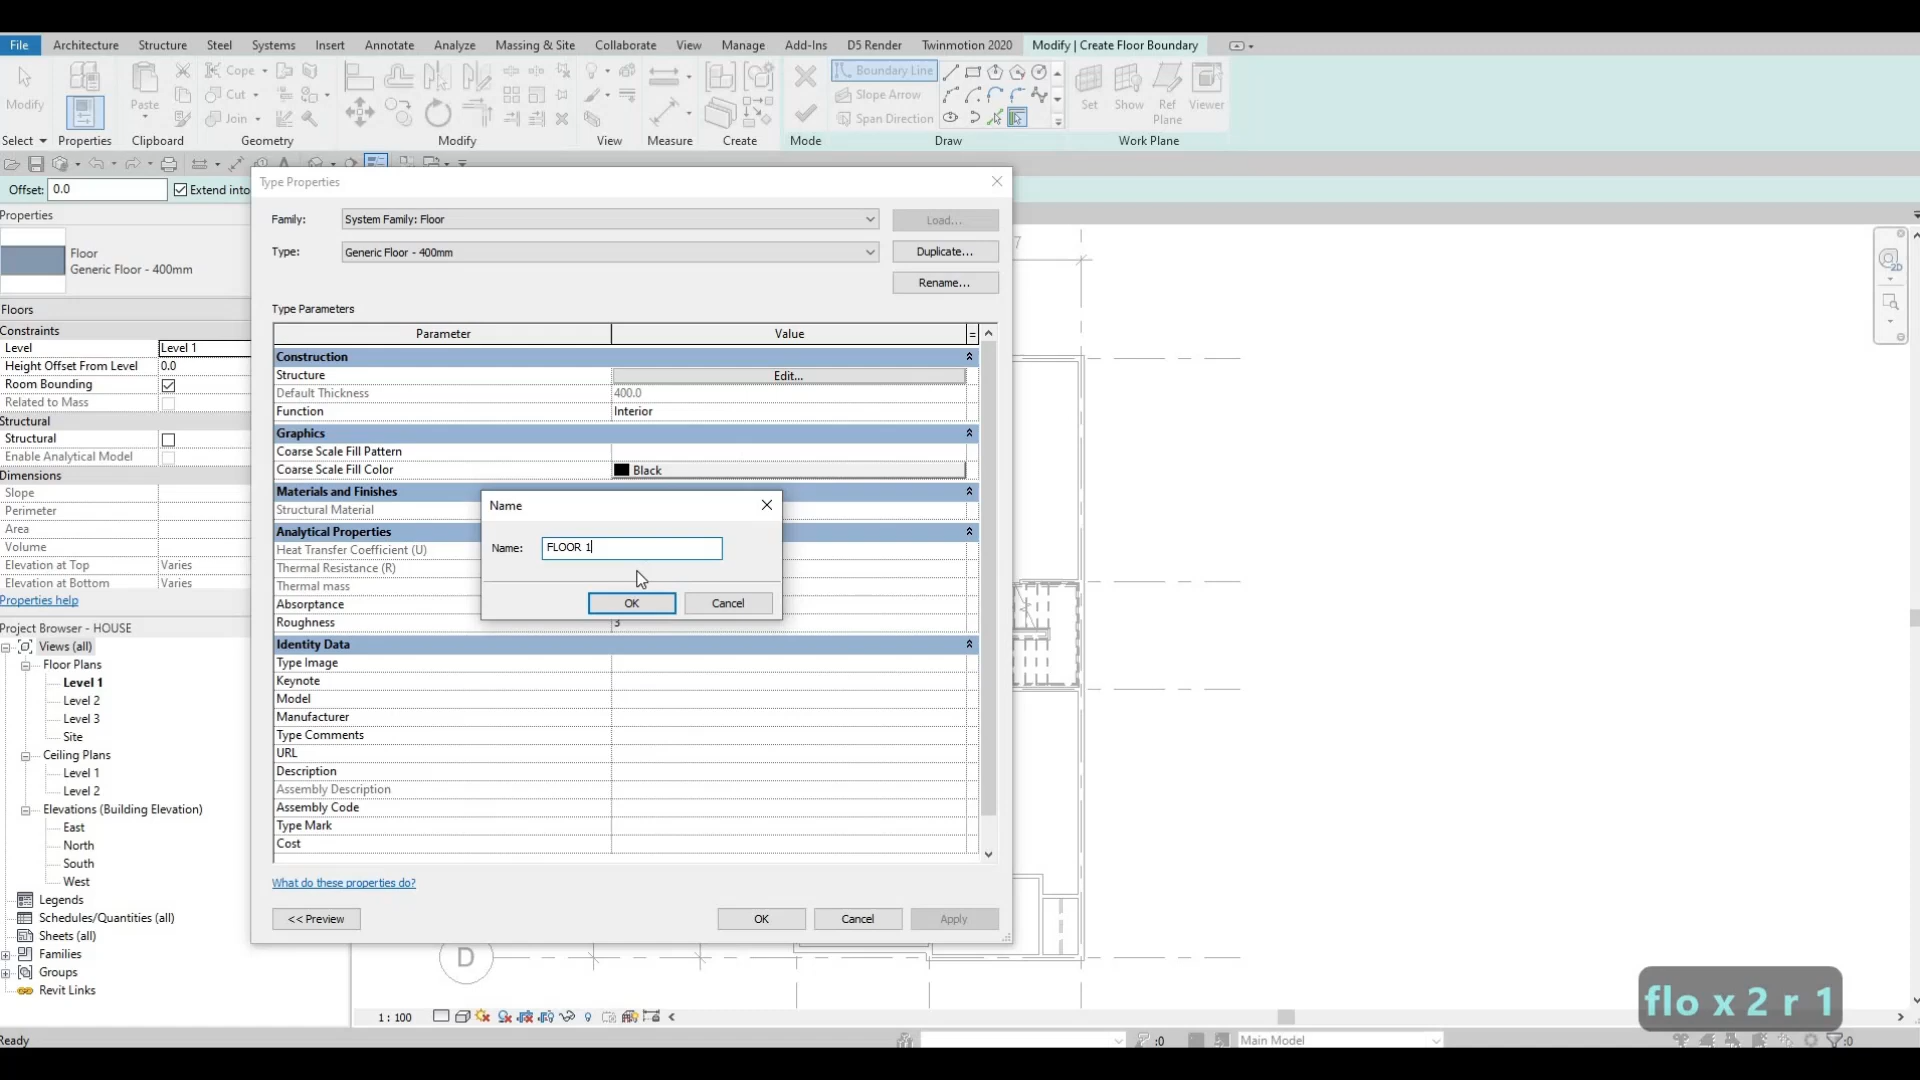 File Architecture Structure Steel Systems Insert Annotate Analyze Massing & Site Collaborate View Manage Add-Ins D5 Render Twinmotion 2020 Modify | Create Floor Boundary
Modify
Paste
Cope
Cut
Join
Boundary Line
Slope Arrow
Span Direction
Set Show Ref Plane Viewer
Select Properties Clipboard Geometry Modify View Measure Create Mode Draw Work Plane
Offset: 0.0 Extend into
Properties
Floor
Generic Floor - 400mm
Floors
Constraints
Level Level 1
Height Offset From Level 0.0
Room Bounding
Related to Mass
Structural
Structural
Enable Analytical Model
Dimensions
Slope
Perimeter
Area
Volume
Elevation at Top Varies
Elevation at Bottom Varies
Properties help
Project Browser - HOUSE
Views (all)
Floor Plans
Level 1
Level 2
Level 3
Site
Ceiling Plans
Level 1
Level 2
Elevations (Building Elevation)
East
North
South
West
Legends
Schedules/Quantities (all)
Sheets (all)
Families
Groups
Revit Links
Type Properties
Family: System Family: Floor Load...
Type: Generic Floor - 400mm Duplicate...
Rename...
Type Parameters
Parameter Value =
Construction
Structure Edit...
Default Thickness 400.0
Function Interior
Graphics
Coarse Scale Fill Pattern
Coarse Scale Fill Color Black
Materials and Finishes
Structural Material
Analytical Properties
Heat Transfer Coefficient (U)
Thermal Resistance (R)
Thermal mass
Absorptance
Roughness 3
Identity Data
Type Image
Keynote
Model
Manufacturer
Type Comments
URL
Description
Assembly Description
Assembly Code
Type Mark
Cost
What do these properties do?
<< Preview OK Cancel Apply
Name
Name: FLOOR 1
OK Cancel
7
2D
D
1 : 100
flo x 2 r 1
Ready :0 Main Model :0